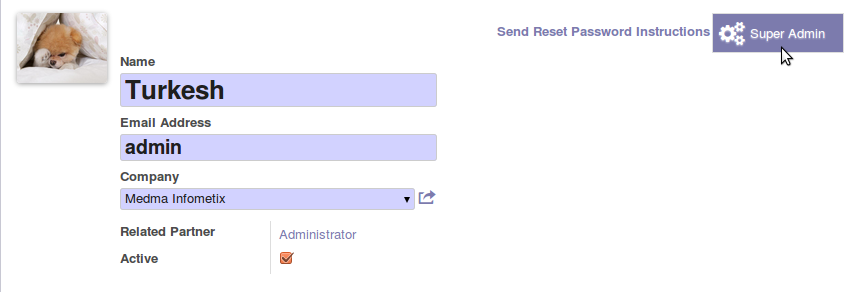 Send Reset Password Instructions
Super Admin
Name
Turkesh
Email Address
admin
Company
Medma Infometix
Related Partner
Administrator
Active